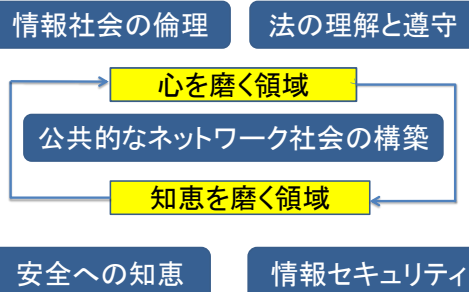 情報社会の倫理
法の理解と遵守
心を磨く領域
公共的なネットワーク社会の構築
知恵を磨く領域
安全への知恵
情報セキュリティ